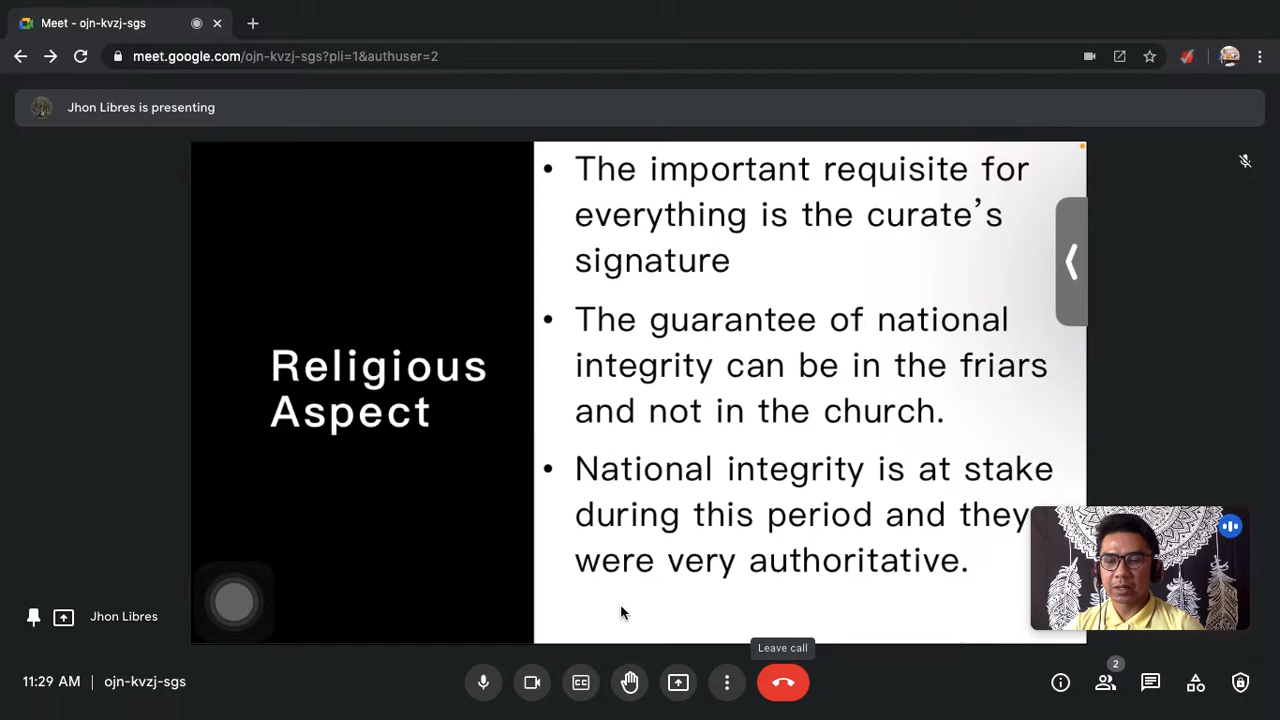 Meet - ojn-kvzj-sgs
meet.google.com/ojn-kvzj-sgs?pli=1&authuser=2
Jhon Libres is presenting
• The important requisite for
everything is the curate’s
signature
• The guarantee of national
integrity can be in the friars
and not in the church.
• National integrity is at stake
during this period and they
were very authoritative.
Religious
Aspect
Jhon Libres
Leave call
11:29 AM | ojn-kvzj-sgs
CC
2